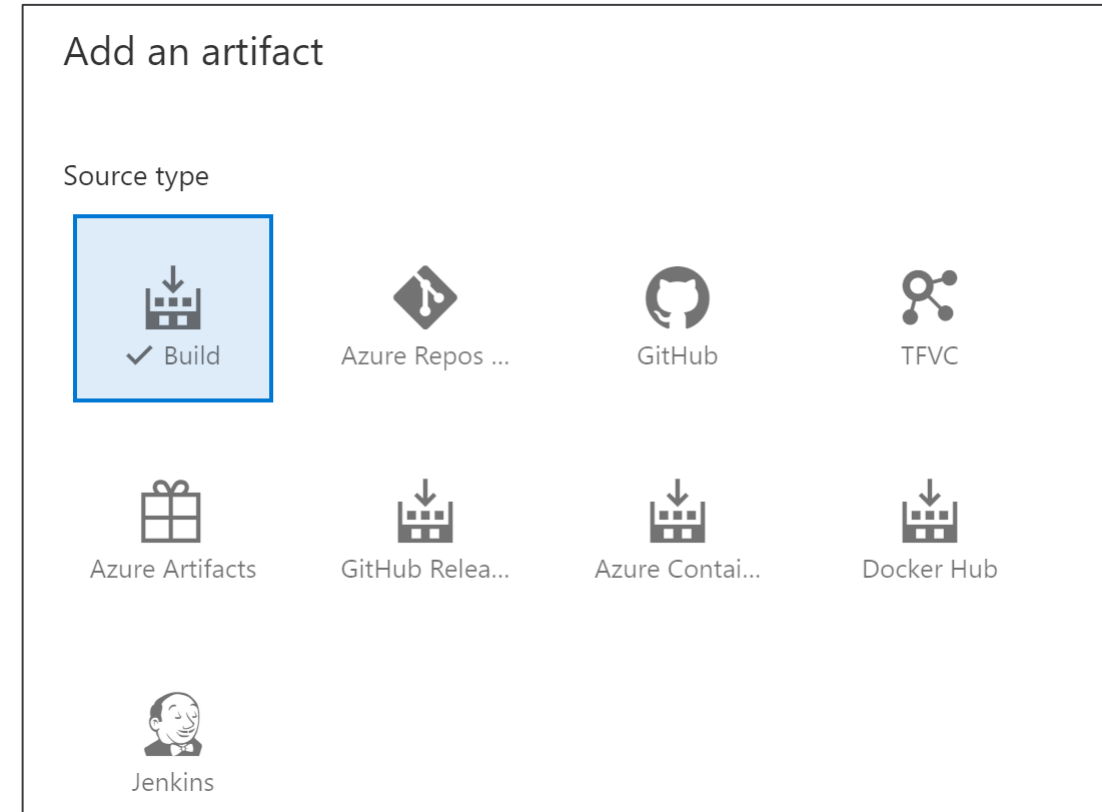 Add an artifact
Source type
Build
Azure Repos ...
GitHub
TFVC
Azure Artifacts
GitHub Relea...
Azure Contai...
Docker Hub
Jenkins